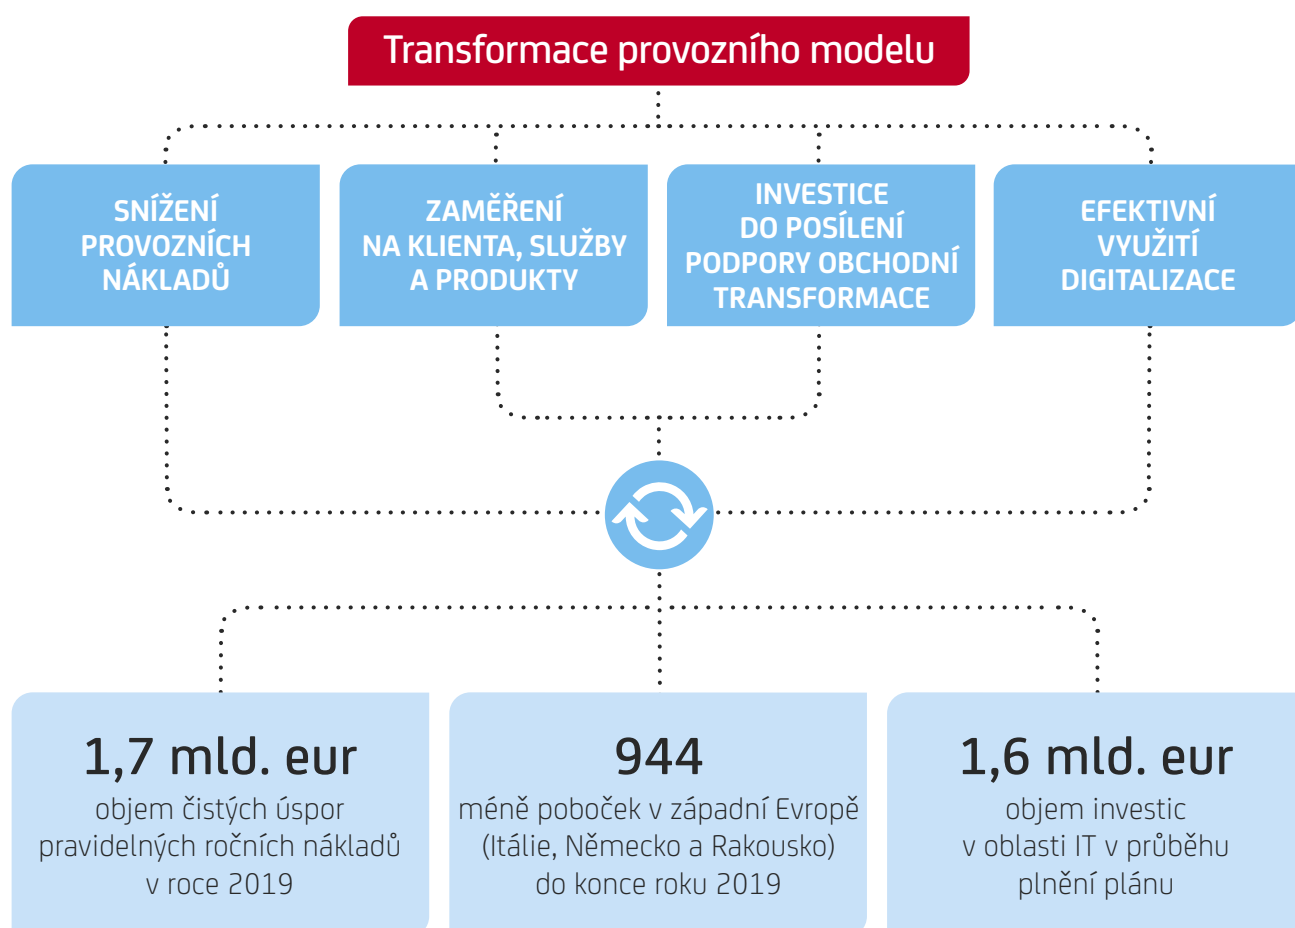 Transformace provozního modelu
SNÍŽENÍ
PROVOZNÍCH
NÁKLADŮ
ZAMĚŘENÍ
NA KLIENTA, SLUŽBY
A PRODUKTY
INVESTICE
DO POSÍLENÍ
PODPORY OBCHODNÍ
TRANSFORMACE
EFEKTIVNÍ
VYUŽITÍ
DIGITALIZACE
1,7 mld. eur
objem čistých úspor
pravidelných ročních nákladů
v roce 2019
944
méně poboček v západní Evropě
(Itálie, Německo a Rakousko)
do konce roku 2019
1,6 mld. eur
objem investic
v oblasti IT v průběhu
plnění plánu